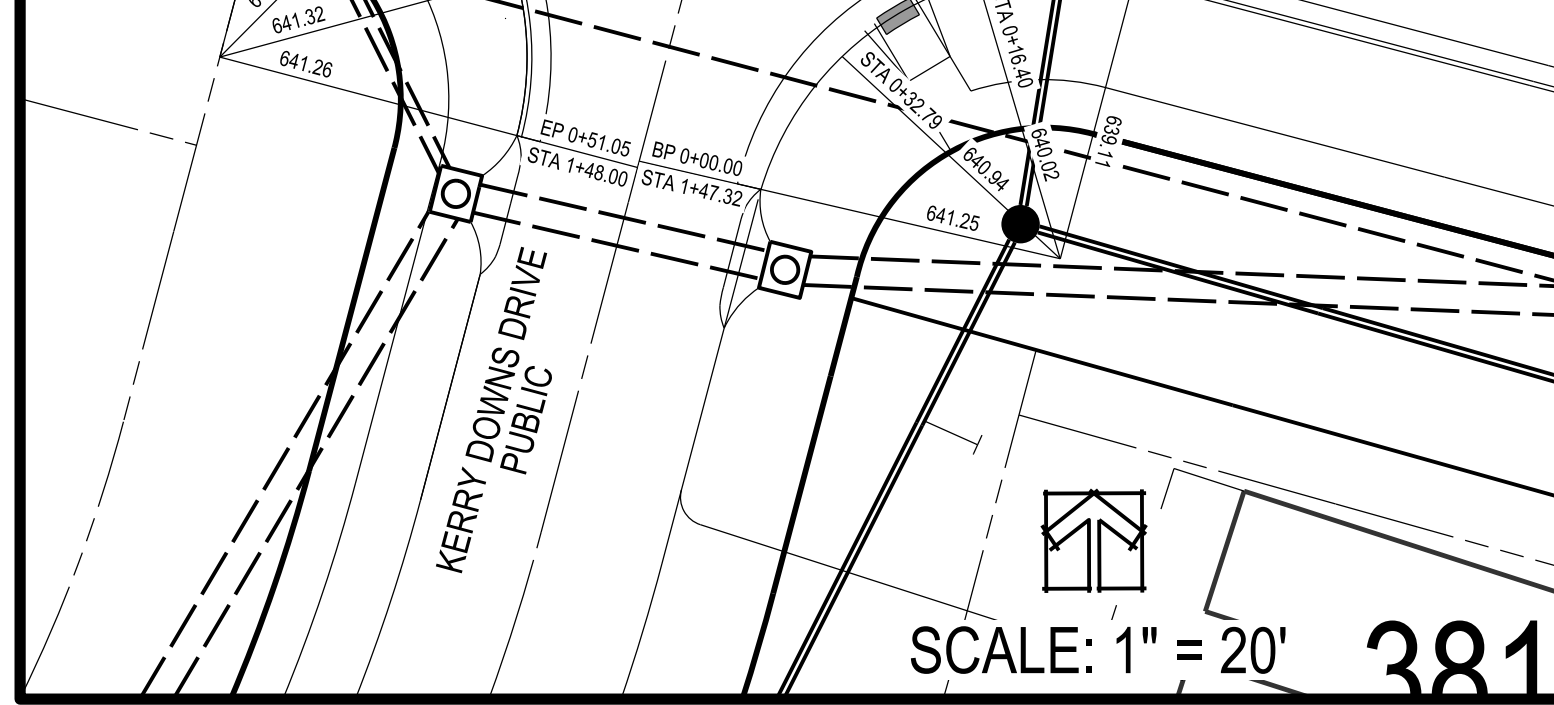 641.32
641.26
EP 0+51.05
STA 1+48.00
BP 0+00.00
STA 1+47.32
STA 0+32.79
TA 0+16.40
640.94
640.02
639.11
641.25
KERRY DOWNS DRIVE
PUBLIC
SCALE: 1" = 20'
381